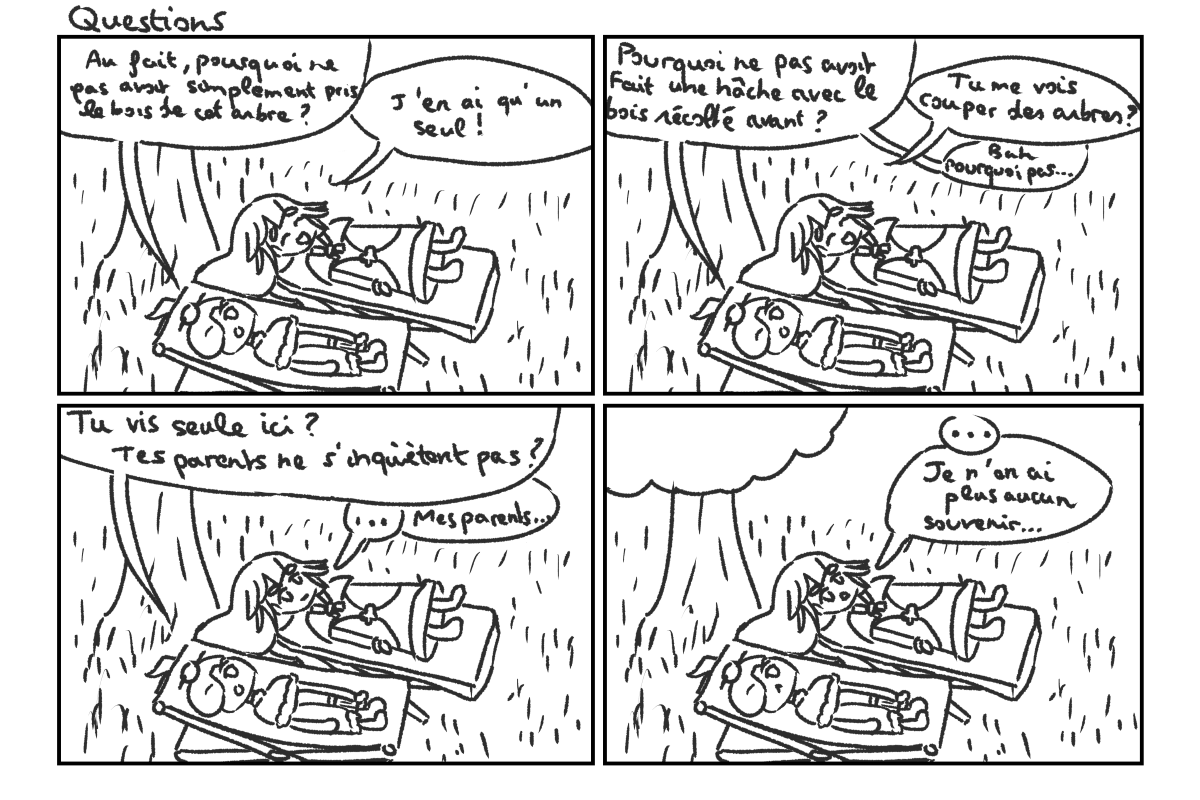 Questions
Au fait, pourquoi ne
pas avoir simplement pris
le bois de cet arbre ?
J'en ai qu'un
seul !
Pourquoi ne pas avoir
Fait une hâche avec le
bois récolté avant ?
Tu me vois
couper des arbres?
Bah
pourquoi pas...
Tu vis seule ici ?
Tes parents ne s'inquiètent pas ?
...
Mes parents...
...
Je n'en ai
plus aucun
souvenir...